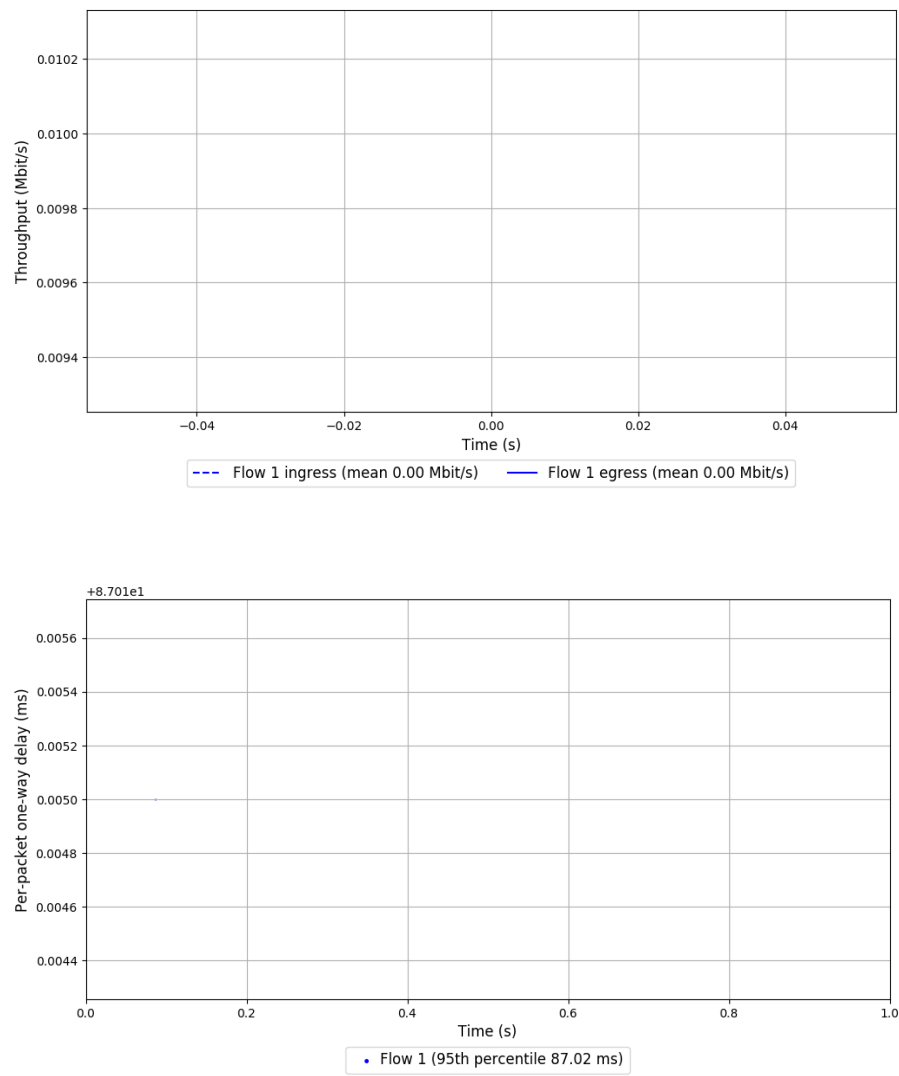 0.0102
0.0100
0.0098
0.0096
0.0094
Throughput (Mbit/s)
−0.04 −0.02 0.00 0.02 0.04
Time (s)
Flow 1 ingress (mean 0.00 Mbit/s) Flow 1 egress (mean 0.00 Mbit/s)
+8.701e1
0.0056
0.0054
0.0052
0.0050
0.0048
0.0046
0.0044
Per-packet one-way delay (ms)
0.0 0.2 0.4 0.6 0.8 1.0
Time (s)
Flow 1 (95th percentile 87.02 ms)